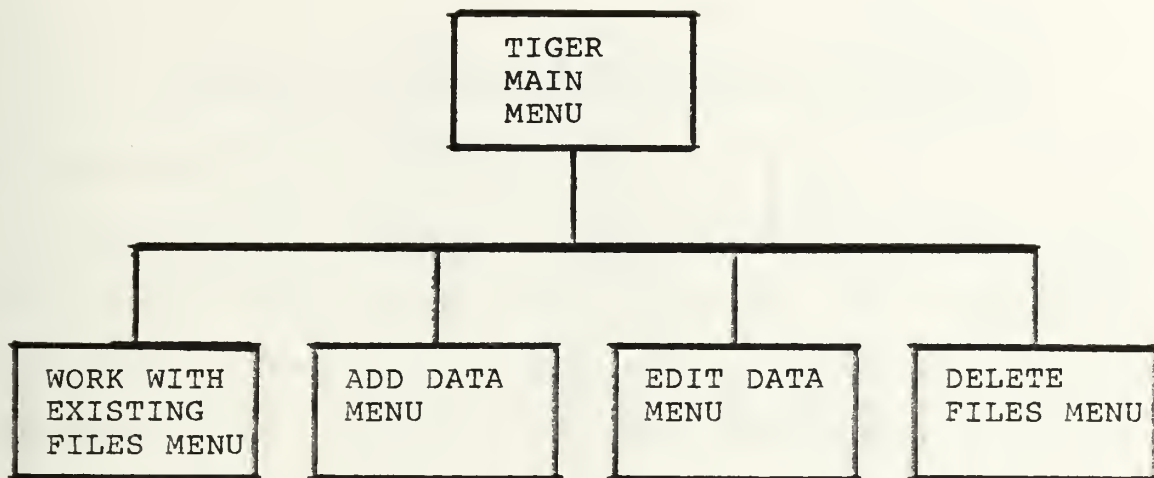 TIGER
MAIN
MENU
WORK WITH
EXISTING
FILES MENU
ADD DATA
MENU
EDIT DATA
MENU
DELETE
FILES MENU